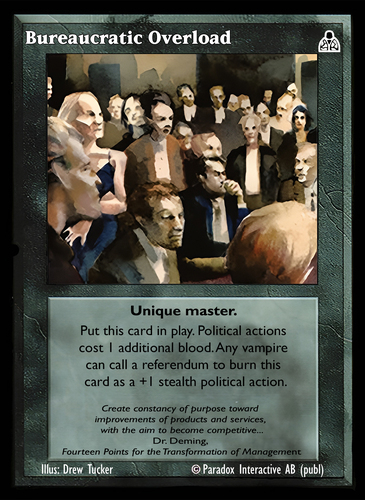 Bureaucratic Overload
Unique master.
Put this card in play. Political actions
cost 1 additional blood. Any vampire
can call a referendum to burn this
card as a +1 stealth political action.
Create constancy of purpose toward
improvements of products and services,
with the aim to become competitive...
Dr. Deming,
Fourteen Points for the Transformation of Management
Illus: Drew Tucker © Paradox Interactive AB (publ)